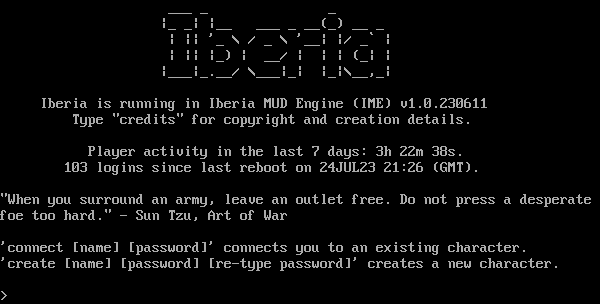 Iberia
Iberia is running in Iberia MUD Engine (IME) v1.0.230611
Type "credits" for copyright and creation details.
Player activity in the last 7 days: 3h 22m 38s.
103 logins since last reboot on 24JUL23 21:26 (GMT).
"When you surround an army, leave an outlet free. Do not press a desperate
foe too hard." - Sun Tzu, Art of War
'connect [name] [password]' connects you to an existing character.
'create [name] [password] [re-type password]' creates a new character.
>